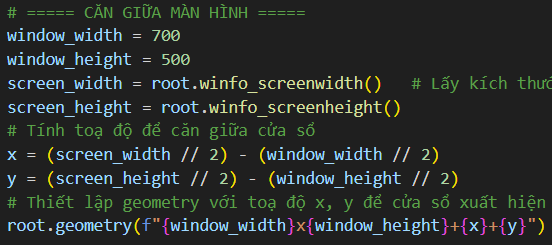 # ===== CĂN GIỮA MÀN HÌNH =====
window_width = 700
window_height = 500
screen_width = root.winfo_screenwidth()   # Lấy kích thướ
screen_height = root.winfo_screenheight()
# Tính toạ độ để căn giữa cửa sổ
x = (screen_width // 2) - (window_width // 2)
y = (screen_height // 2) - (window_height // 2)
# Thiết lập geometry với toạ độ x, y để cửa sổ xuất hiện
root.geometry(f"{window_width}x{window_height}+{x}+{y}")